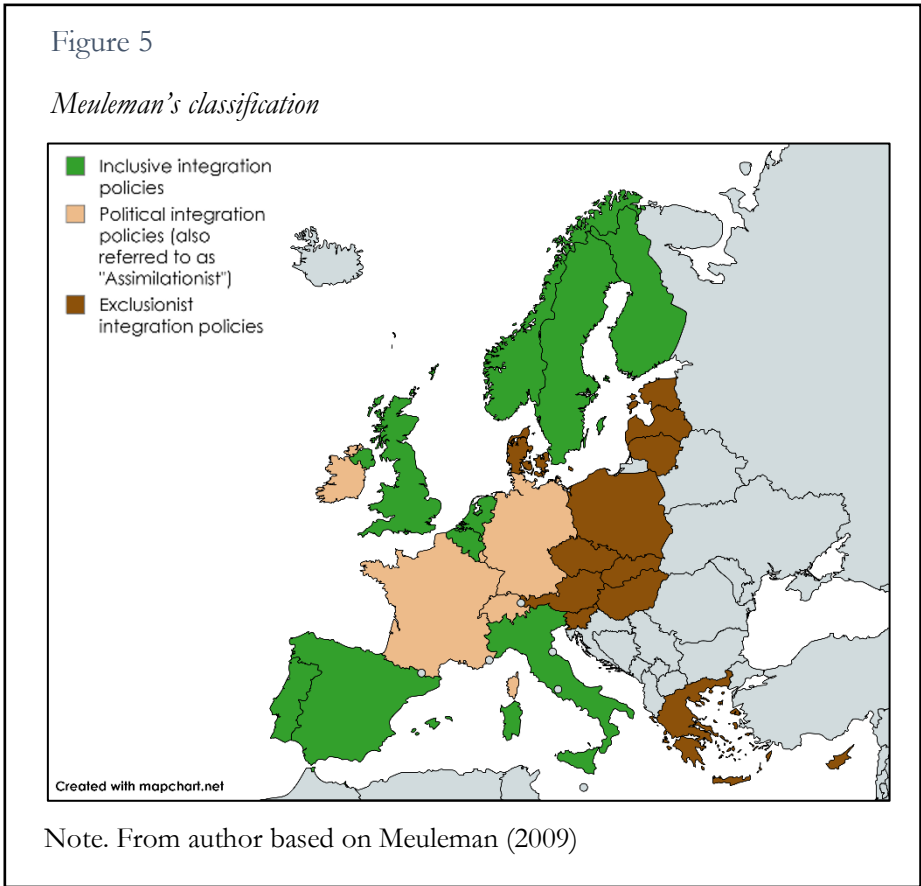 Figure 5
Meuleman’s classification
Inclusive integration
policies
Political integration
policies (also
referred to as
"Assimilationist")
Exclusionist
integration policies
Created with mapchart.net
Note. From author based on Meuleman (2009)